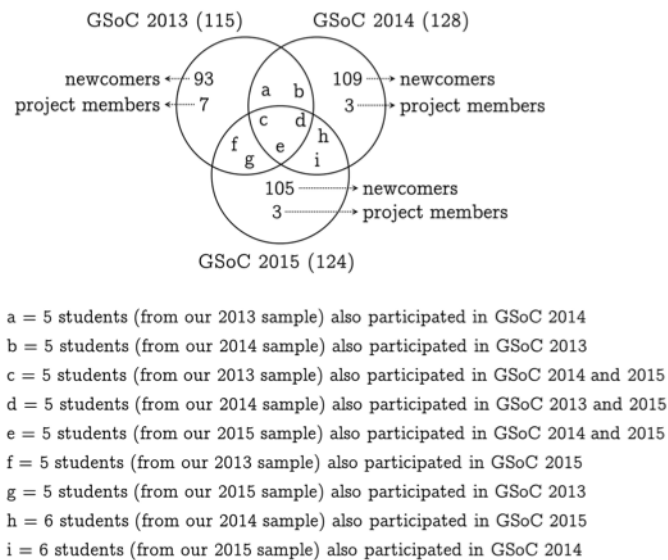 GSoC 2013 (115) GSoC 2014 (128)
newcomers 93 a b 109 newcomers
project members 7 c d 3 project members
f e h
g i
105 newcomers
3 project members
GSoC 2015 (124)
a = 5 students (from our 2013 sample) also participated in GSoC 2014
b = 5 students (from our 2014 sample) also participated in GSoC 2013
c = 5 students (from our 2013 sample) also participated in GSoC 2014 and 2015
d = 5 students (from our 2014 sample) also participated in GSoC 2013 and 2015
e = 5 students (from our 2015 sample) also participated in GSoC 2014 and 2015
f = 5 students (from our 2013 sample) also participated in GSoC 2015
g = 5 students (from our 2015 sample) also participated in GSoC 2013
h = 6 students (from our 2014 sample) also participated in GSoC 2015
i = 6 students (from our 2015 sample) also participated in GSoC 2014